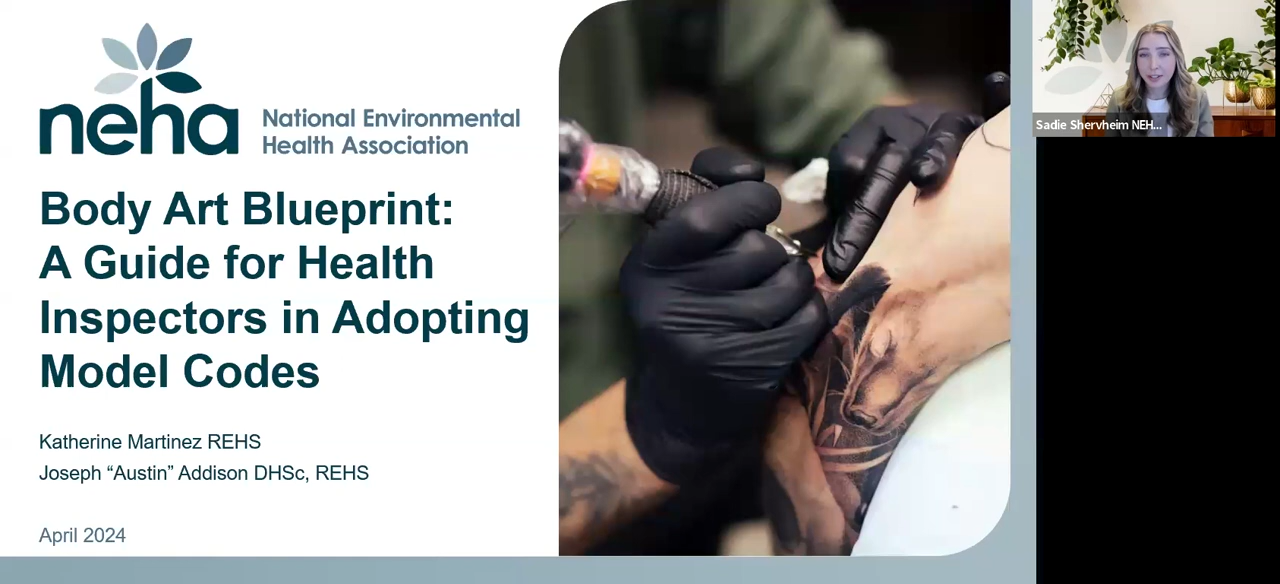 neha
National Environmental
Health Association
Body Art Blueprint:
A Guide for Health
Inspectors in Adopting
Model Codes
Katherine Martinez REHS
Joseph “Austin” Addison DHSc, REHS
April 2024
Sadie Shervheim NEH...